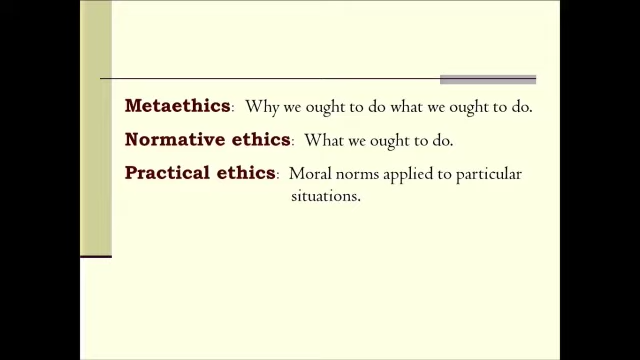 Metaethics: Why we ought to do what we ought to do.
Normative ethics: What we ought to do.
Practical ethics: Moral norms applied to particular
situations.